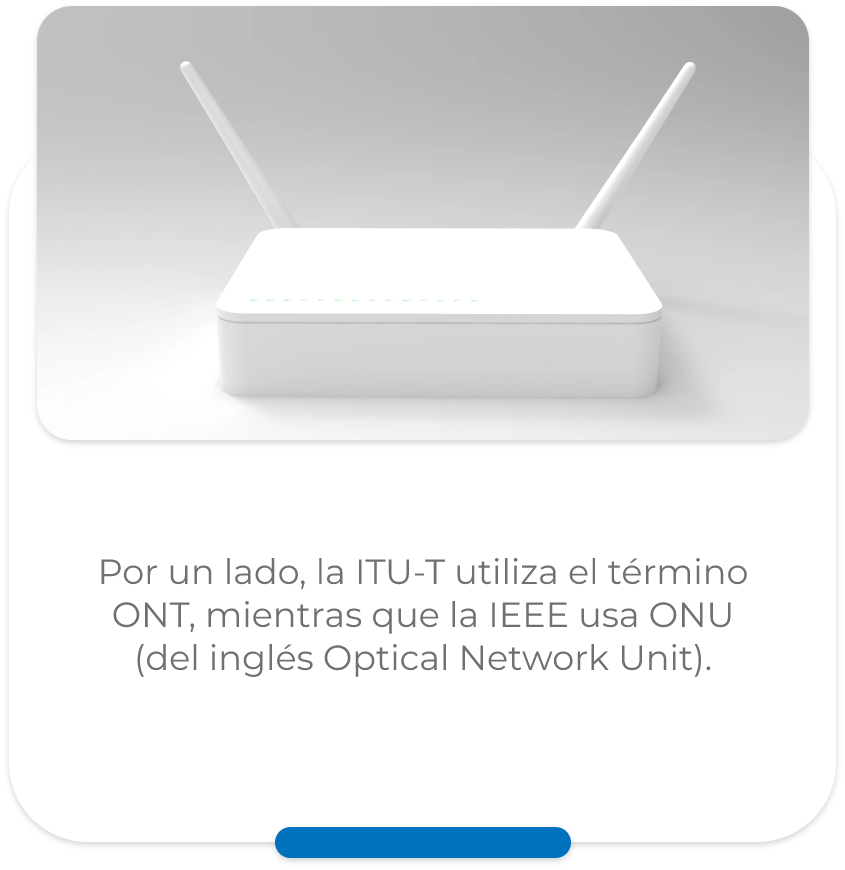 Por un lado, la ITU-T utiliza el término
ONT, mientras que la IEEE usa ONU
(del inglés Optical Network Unit).